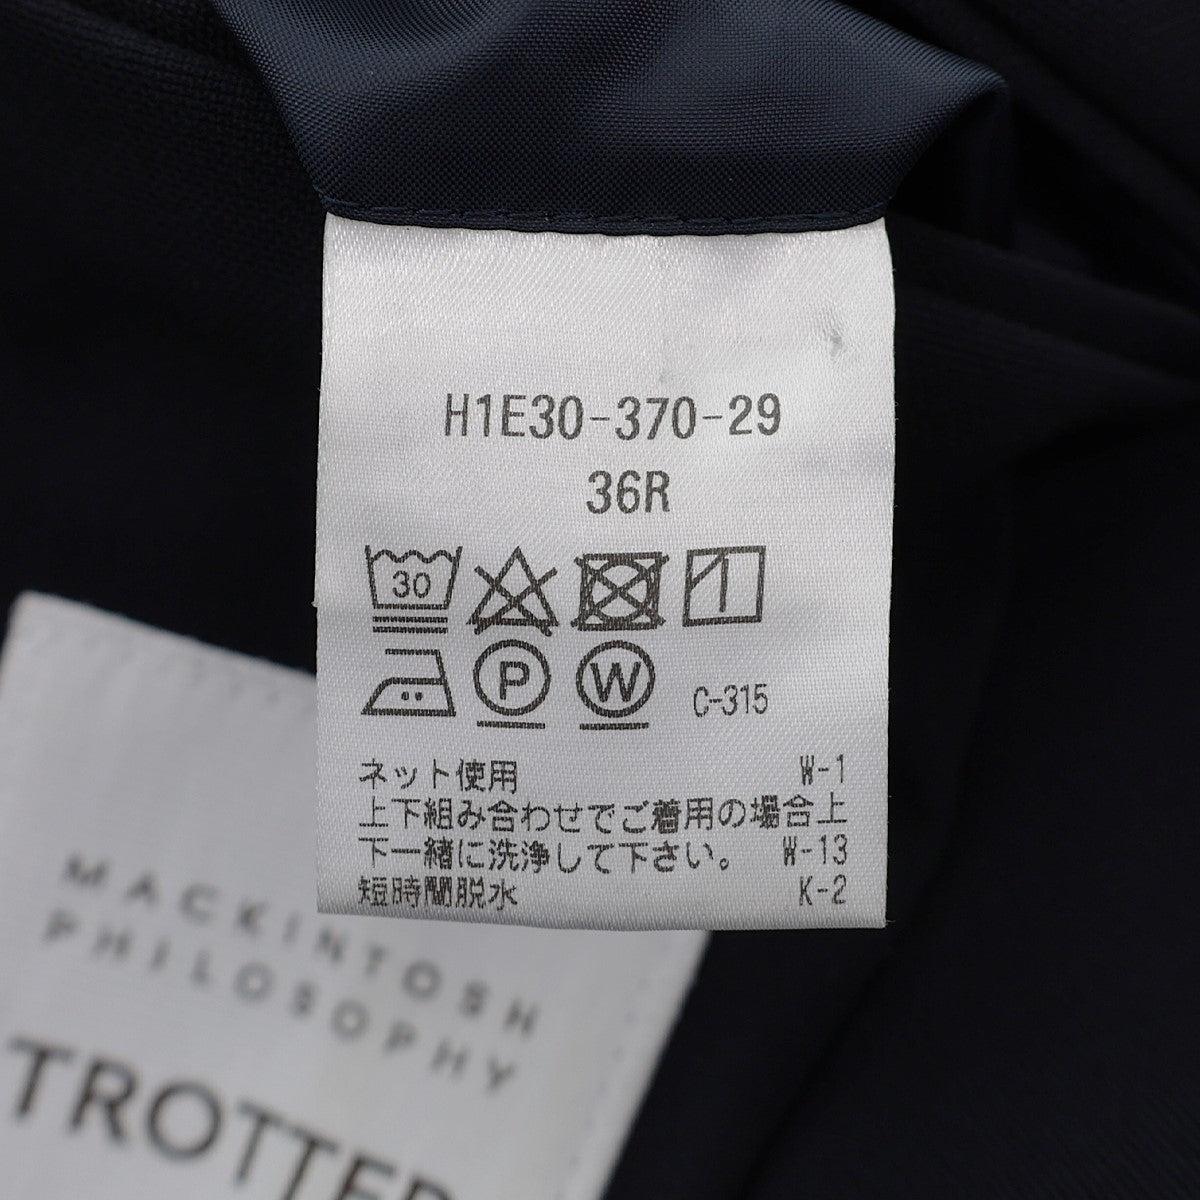 H1E30-370-29
36R
30
P W C-315
ネット使用 W-1
上下組み合わせでご着用の場合上
下一緒に洗浄して下さい。 W-13
短時間脱水 K-2
MACKINTOSH
PHILOSOPHY
TROTTER